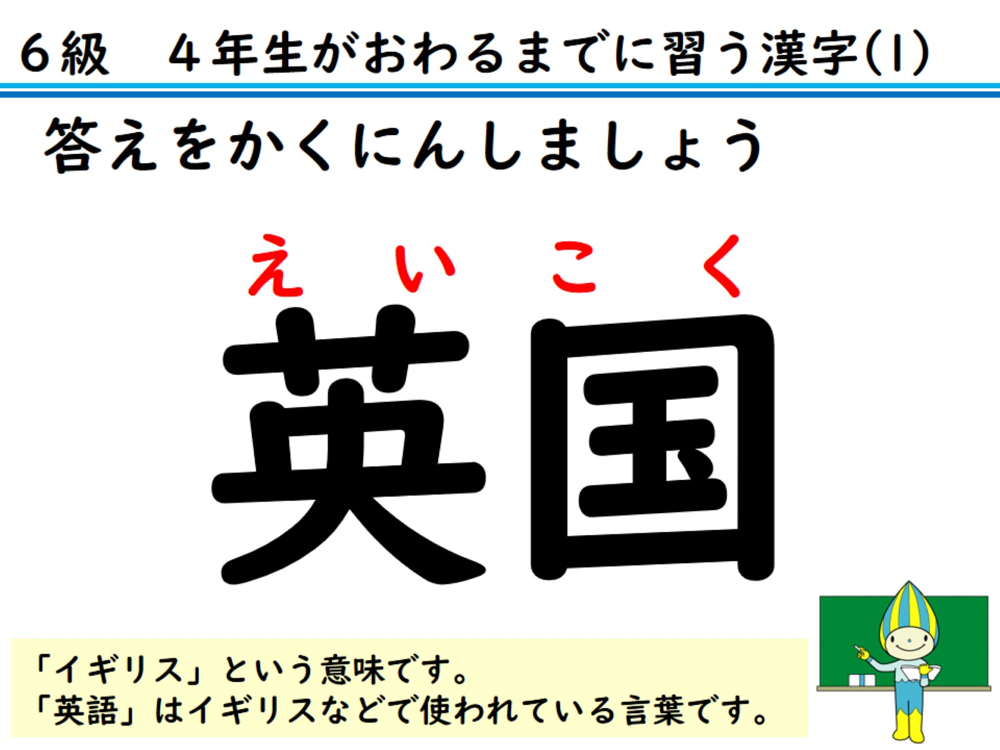 ６級　４年生がおわるまでに習う漢字(1)
答えをかくにんしましょう
えいこく
英国
「イギリス」という意味です。
「英語」はイギリスなどで使われている言葉です。